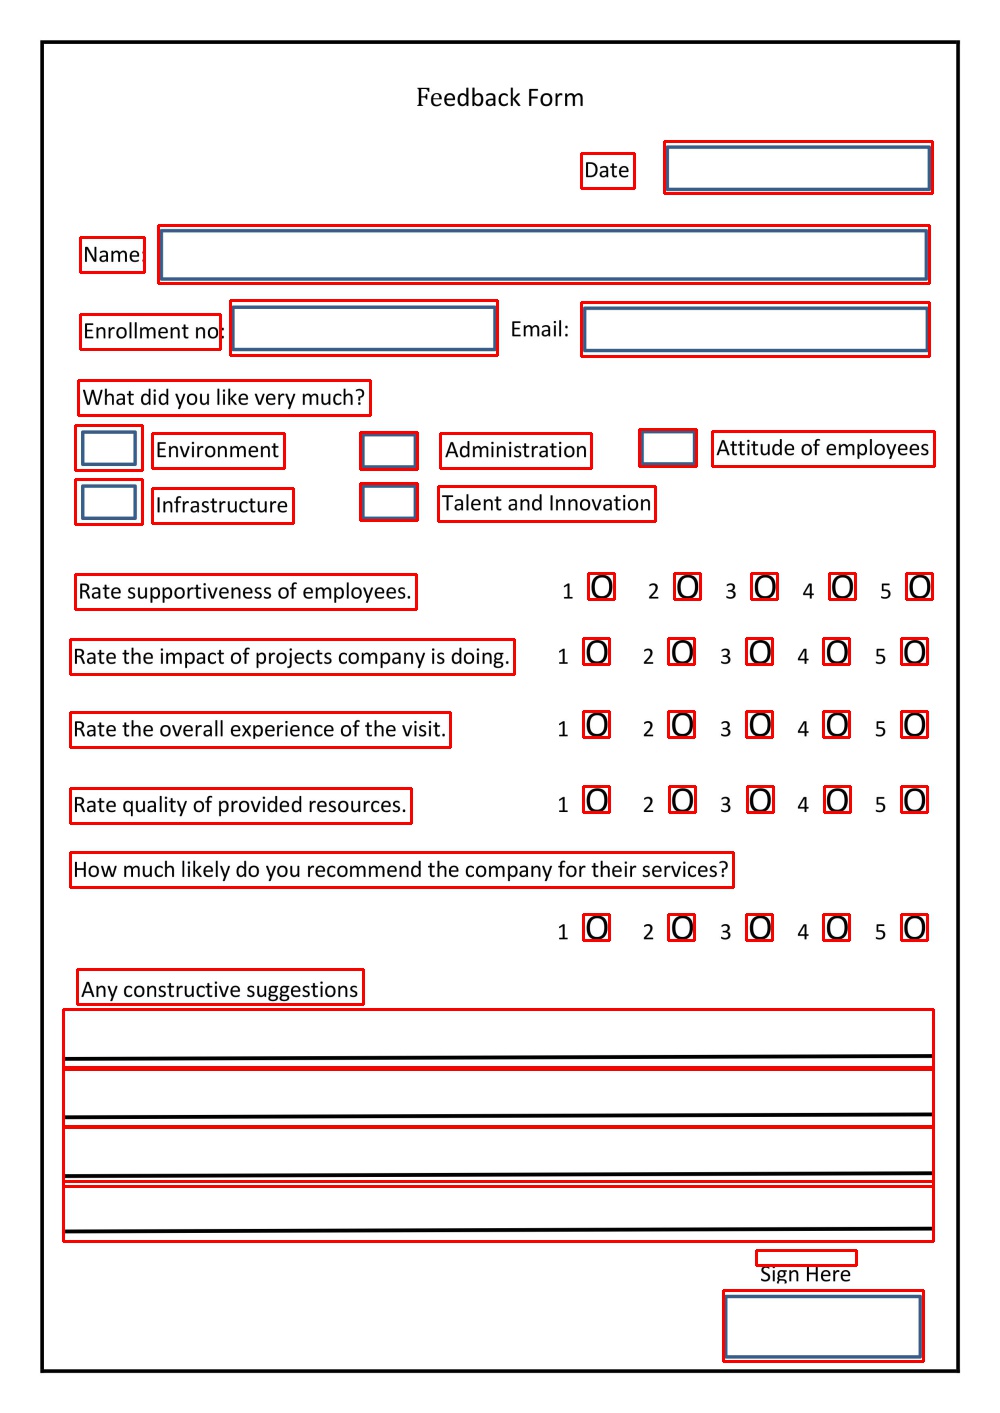 Feedback Form
Date
Name:
Enrollment no: Email:
What did you like very much?
Environment Administration Attitude of employees
Infrastructure Talent and Innovation
Rate supportiveness of employees. 1 O 2 O 3 O 4 O 5 O
Rate the impact of projects company is doing. 1 O 2 O 3 O 4 O 5 O
Rate the overall experience of the visit. 1 O 2 O 3 O 4 O 5 O
Rate quality of provided resources. 1 O 2 O 3 O 4 O 5 O
How much likely do you recommend the company for their services?
1 O 2 O 3 O 4 O 5 O
Any constructive suggestions
Sign Here